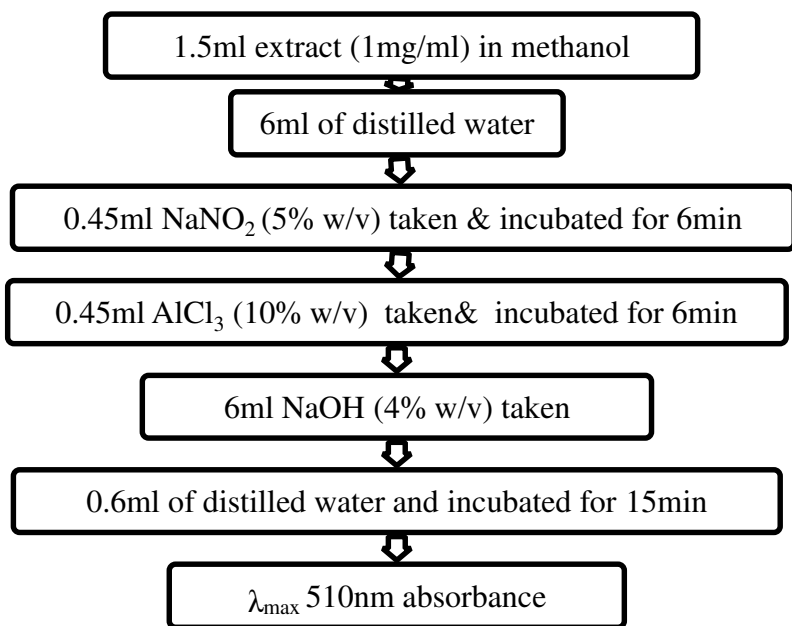 1.5ml extract (1mg/ml) in methanol
6ml of distilled water
0.45ml NaNO₂ (5% w/v) taken & incubated for 6min
0.45ml AlCl₃ (10% w/v)  taken&  incubated for 6min
6ml NaOH (4% w/v) taken
0.6ml of distilled water and incubated for 15min
λmax 510nm absorbance